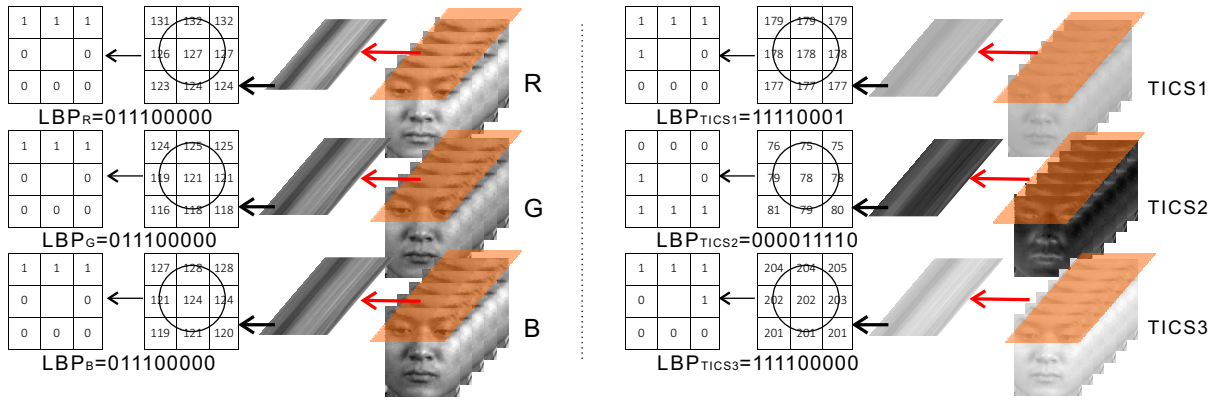 1 1 1
0 0
0 0 0
131 132 132
126 127 127
123 124 124
R
LBPR=011100000
1 1 1
0 0
0 0 0
124 125 125
119 121 121
116 118 118
G
LBPG=011100000
1 1 1
0 0
0 0 0
127 128 128
121 124 124
119 121 120
B
LBPB=011100000
1 1 1
1 0
0 0 0
179 179 179
178 178 178
177 177 177
TICS1
LBPTICS1=11110001
0 0 0
1 0
1 1 1
76 75 75
79 78 78
81 79 80
TICS2
LBPTICS2=000011110
1 1 1
0 1
0 0 0
204 204 205
202 202 203
201 201 201
TICS3
LBPTICS3=111100000